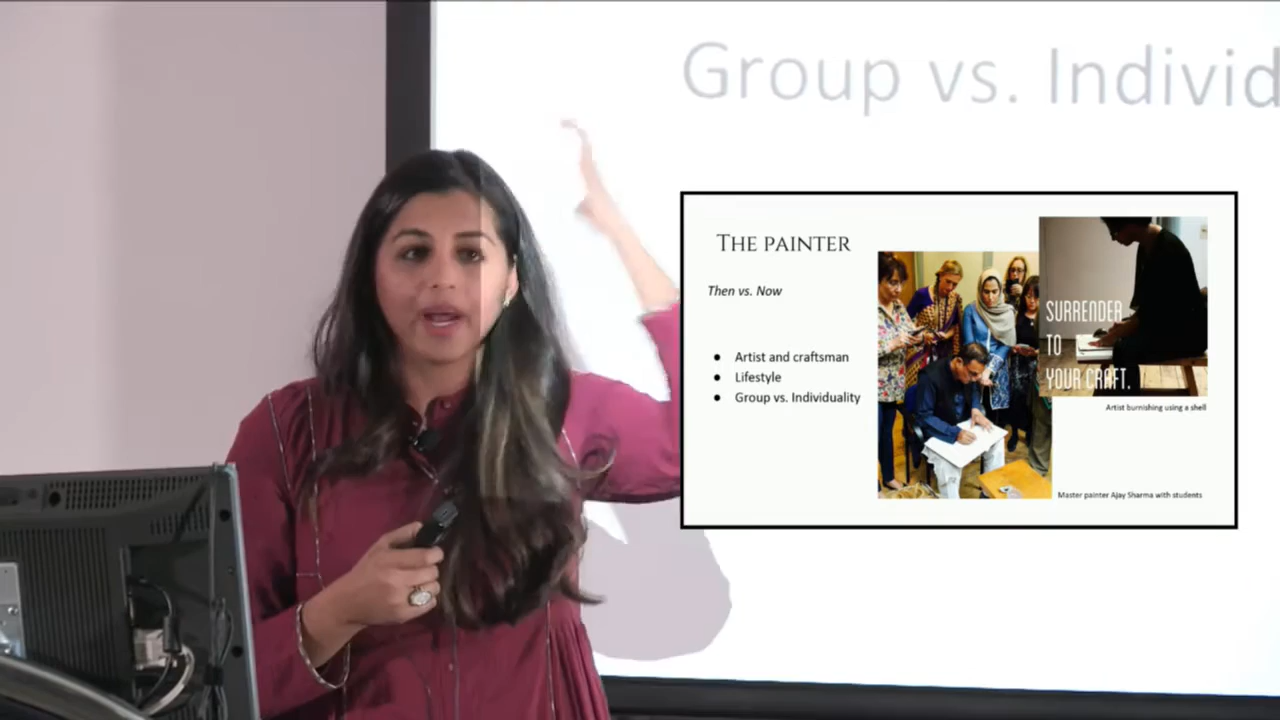 Group vs. Individ
THE PAINTER
Then vs. Now
● Artist and craftsman
● Lifestyle
● Group vs. Individuality
SURRENDER
TO
YOUR CRAFT.
Artist burnishing using a shell
Master painter Ajay Sharma with students